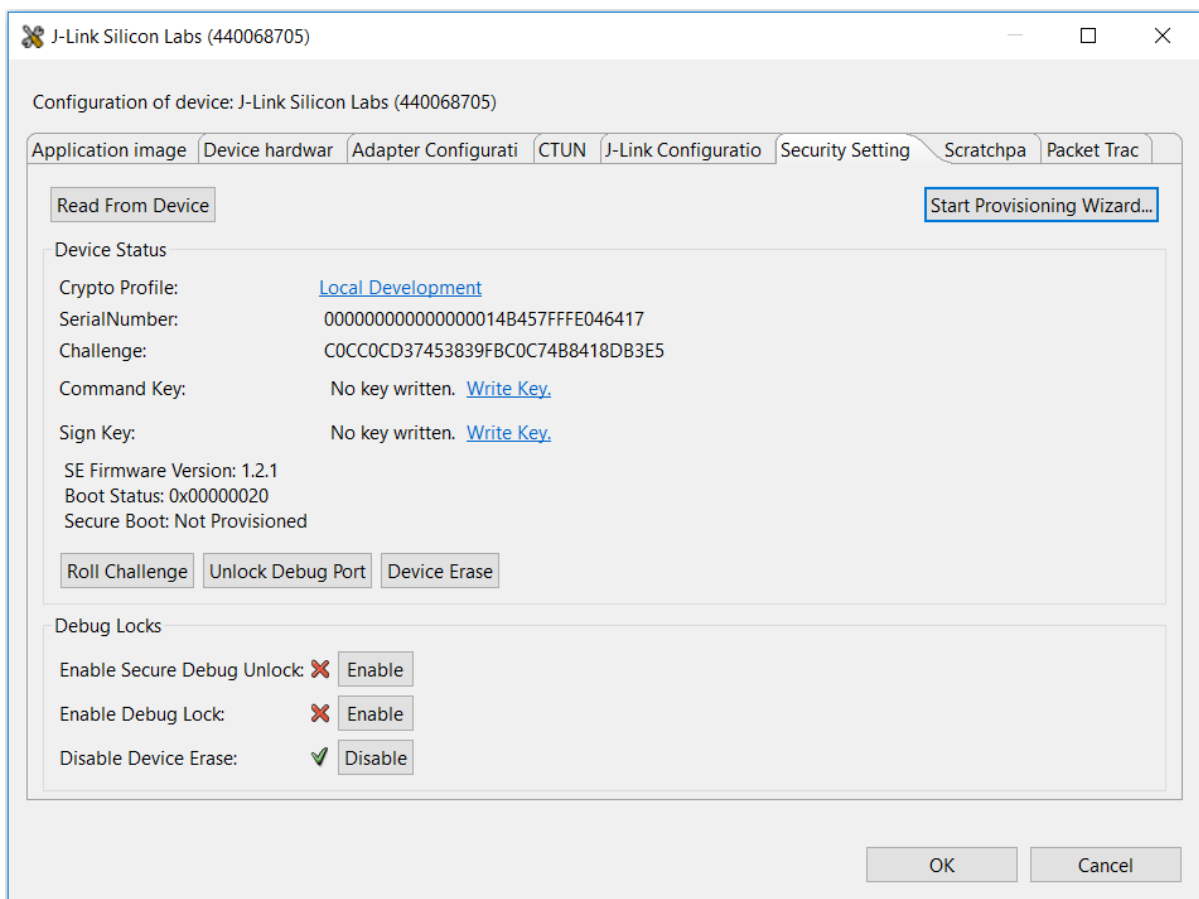 J-Link Silicon Labs (440068705)
Configuration of device: J-Link Silicon Labs (440068705)
Application image Device hardwar Adapter Configurati CTUN J-Link Configuratio Security Setting Scratchpa Packet Trac
Read From Device Start Provisioning Wizard...
Device Status
Crypto Profile: Local Development
SerialNumber: 000000000000000014B457FFFE046417
Challenge: C0CC0CD37453839FBC0C74B8418DB3E5
Command Key: No key written. Write Key.
Sign Key: No key written. Write Key.
SE Firmware Version: 1.2.1
Boot Status: 0x00000020
Secure Boot: Not Provisioned
Roll Challenge Unlock Debug Port Device Erase
Debug Locks
Enable Secure Debug Unlock: Enable
Enable Debug Lock: Enable
Disable Device Erase: Disable
OK Cancel